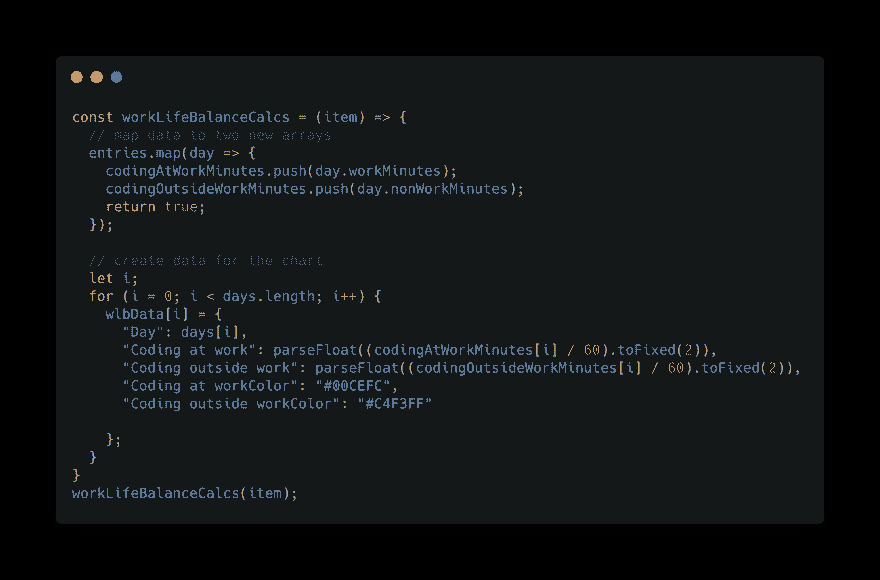 const workLifeBalanceCalcs = (item) => {
  // map data to two new arrays
  entries.map(day => {
    codingAtWorkMinutes.push(day.workMinutes);
    codingOutsideWorkMinutes.push(day.nonWorkMinutes);
    return true;
  });
  // create data for the chart
  let i;
  for (i = 0; i < days.length; i++) {
    wlbData[i] = {
      "Day": days[i],
      "Coding at work": parseFloat((codingAtWorkMinutes[i] / 60).toFixed(2)),
      "Coding outside work": parseFloat((codingOutsideWorkMinutes[i] / 60).toFixed(2)),
      "Coding at workColor": "#00CEFC",
      "Coding outside workColor": "#C4F3FF"
    };
  }
}
workLifeBalanceCalcs(item);